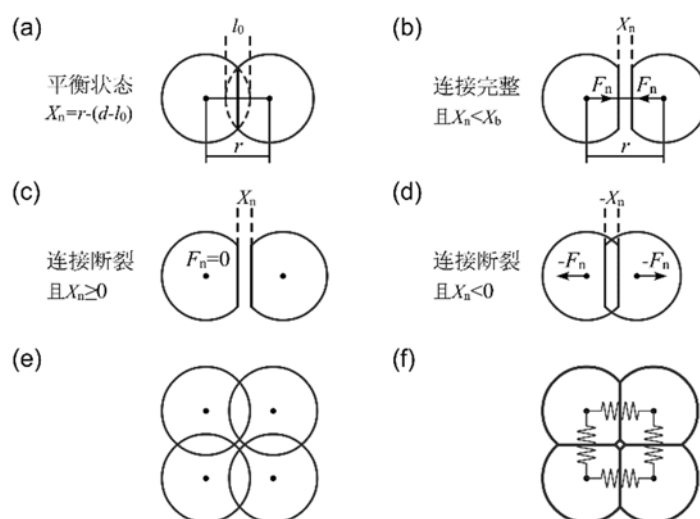 (a)
l₀
平衡状态
Xₙ=r-(d-l₀)
r
(b)
Xₙ
连接完整
且Xₙ<X_b
Fₙ
Fₙ
r
(c)
Xₙ
连接断裂
且Xₙ≥0
Fₙ=0
(d)
-Xₙ
连接断裂
且Xₙ<0
-Fₙ
-Fₙ
(e)
(f)